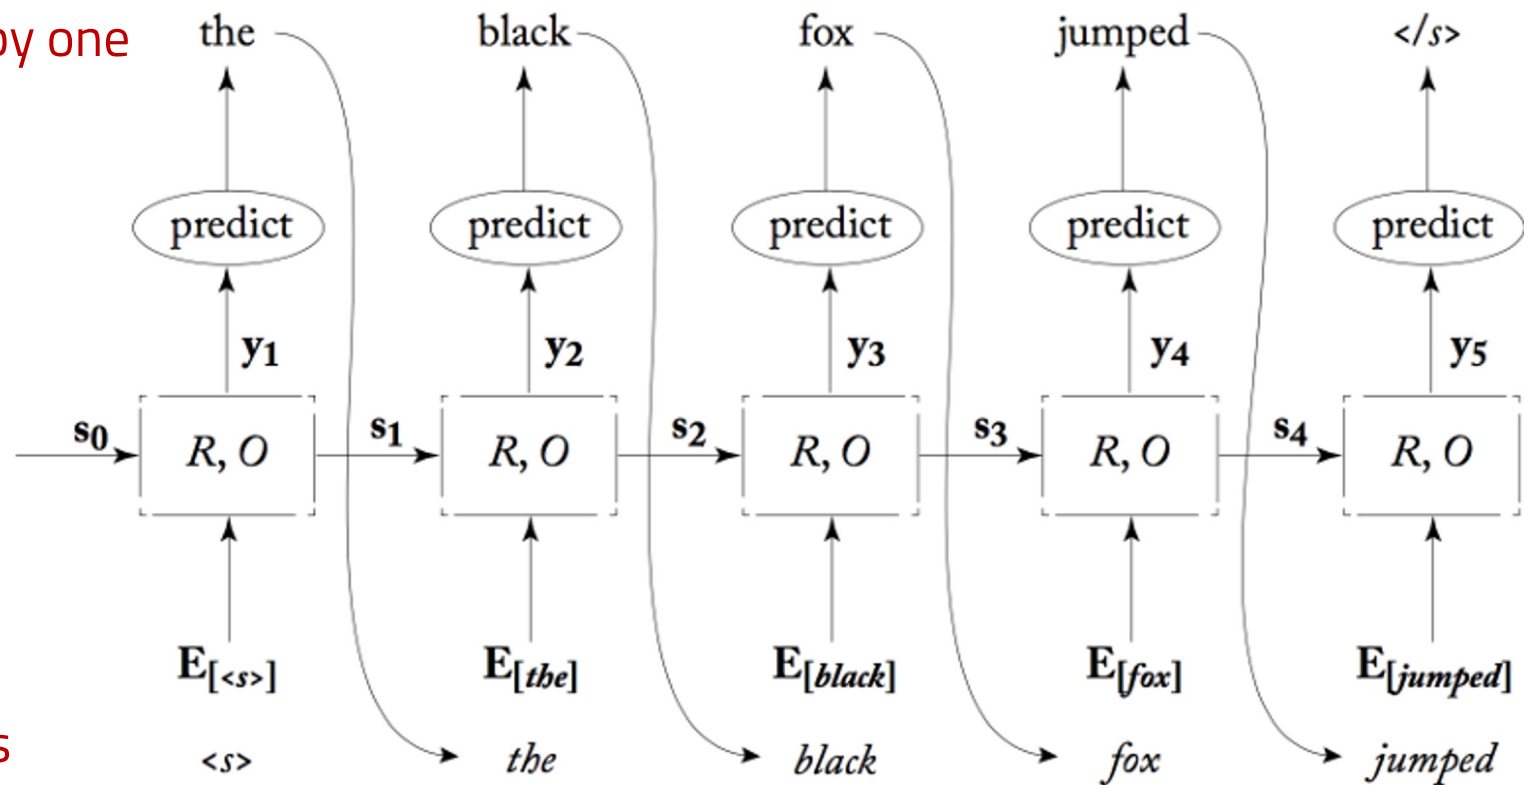 by one
the black fox jumped </s>
predict predict predict predict predict
y1 y2 y3 y4 y5
s0 R, O s1 R, O s2 R, O s3 R, O s4 R, O
E[<s>] E[the] E[black] E[fox] E[jumped]
s
<s> the black fox jumped